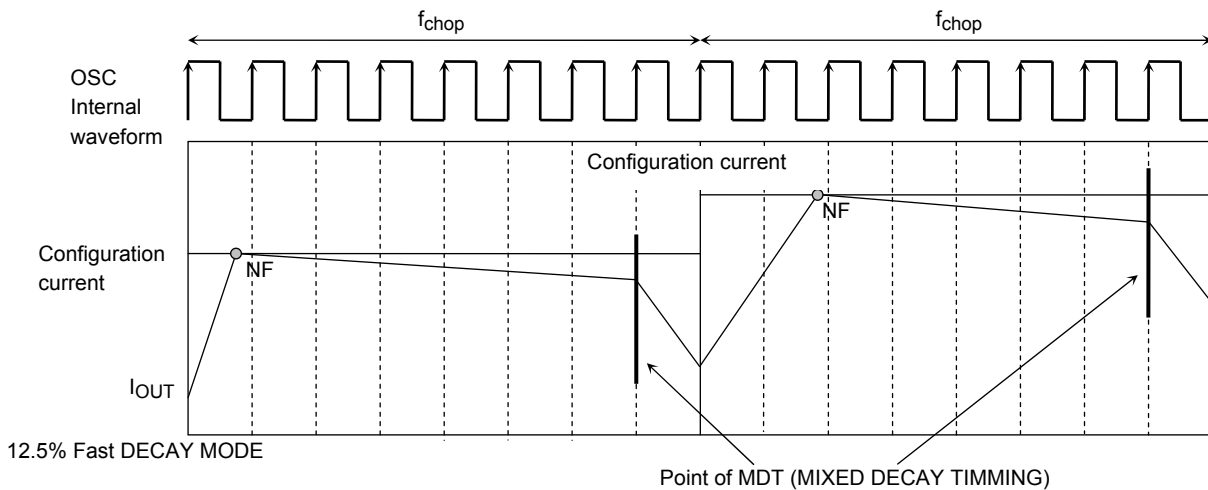 fchop
fchop
OSC
Internal
waveform
Configuration current
NF
Configuration
current
NF
IOUT
12.5% Fast DECAY MODE
Point of MDT (MIXED DECAY TIMMING)